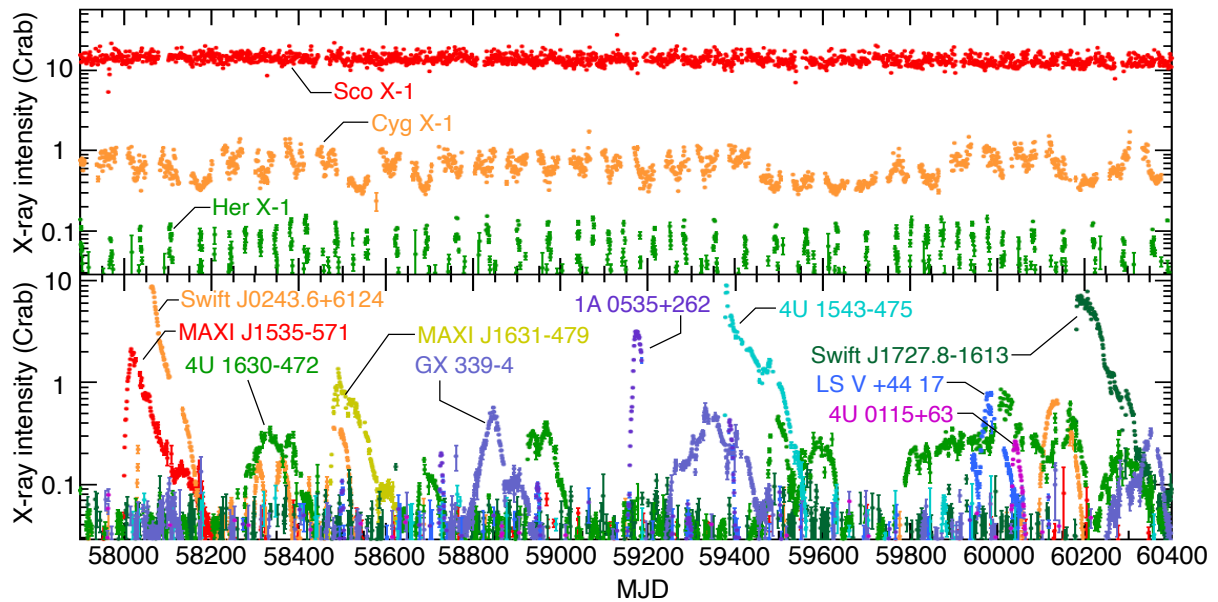 X-ray intensity (Crab)
10
1
0.1
Sco X-1
Cyg X-1
Her X-1
X-ray intensity (Crab)
10
1
0.1
Swift J0243.6+6124
MAXI J1535-571
4U 1630-472
MAXI J1631-479
GX 339-4
1A 0535+262
4U 1543-475
Swift J1727.8-1613
LS V +44 17
4U 0115+63
58000 58200 58400 58600 58800 59000 59200 59400 59600 59800 60000 60200 60400
MJD